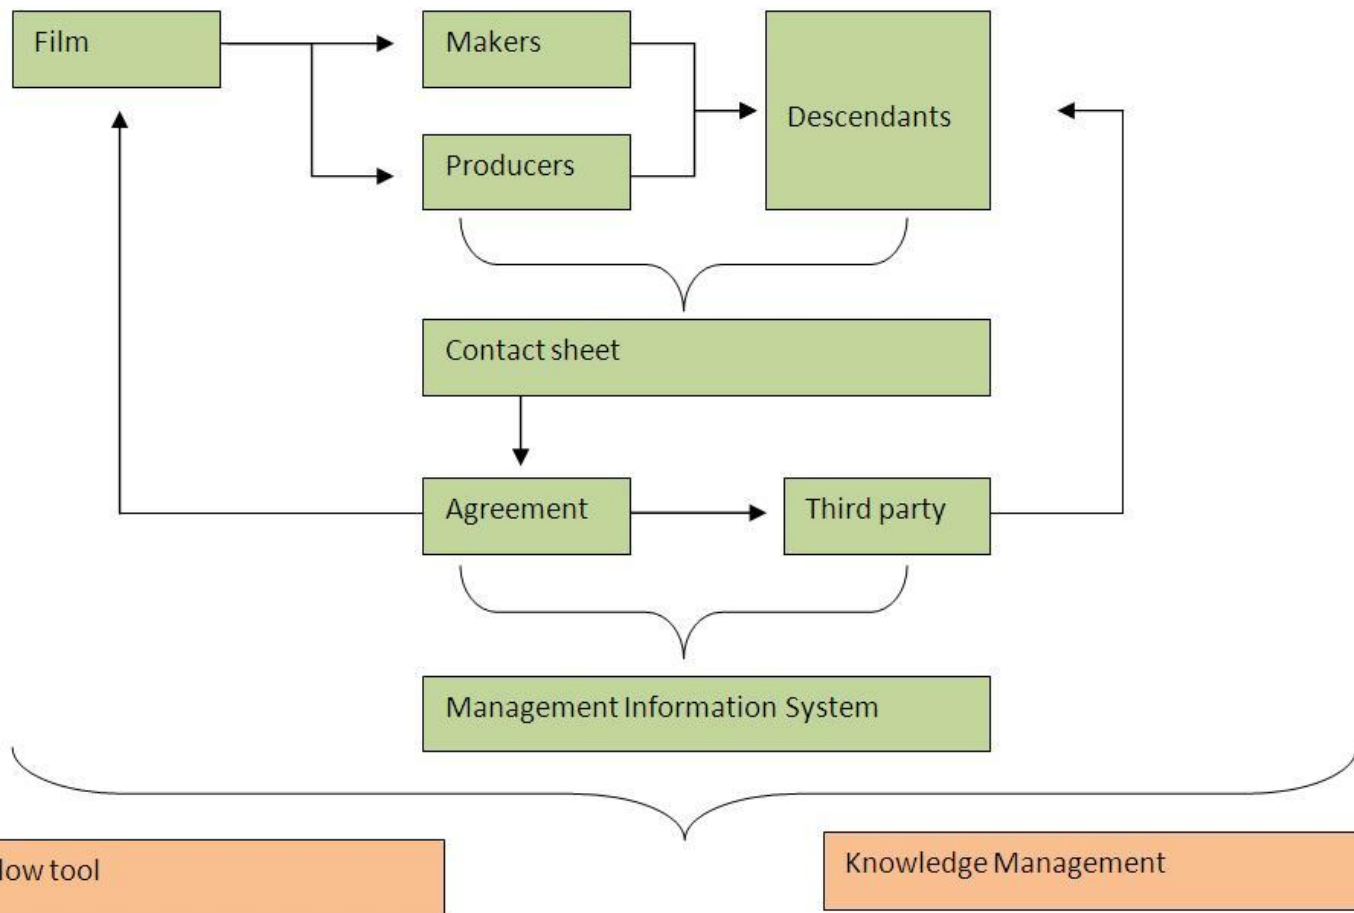 Film
Makers
Descendants
Producers
Contact sheet
Agreement
Third party
Management Information System
low tool
Knowledge Management